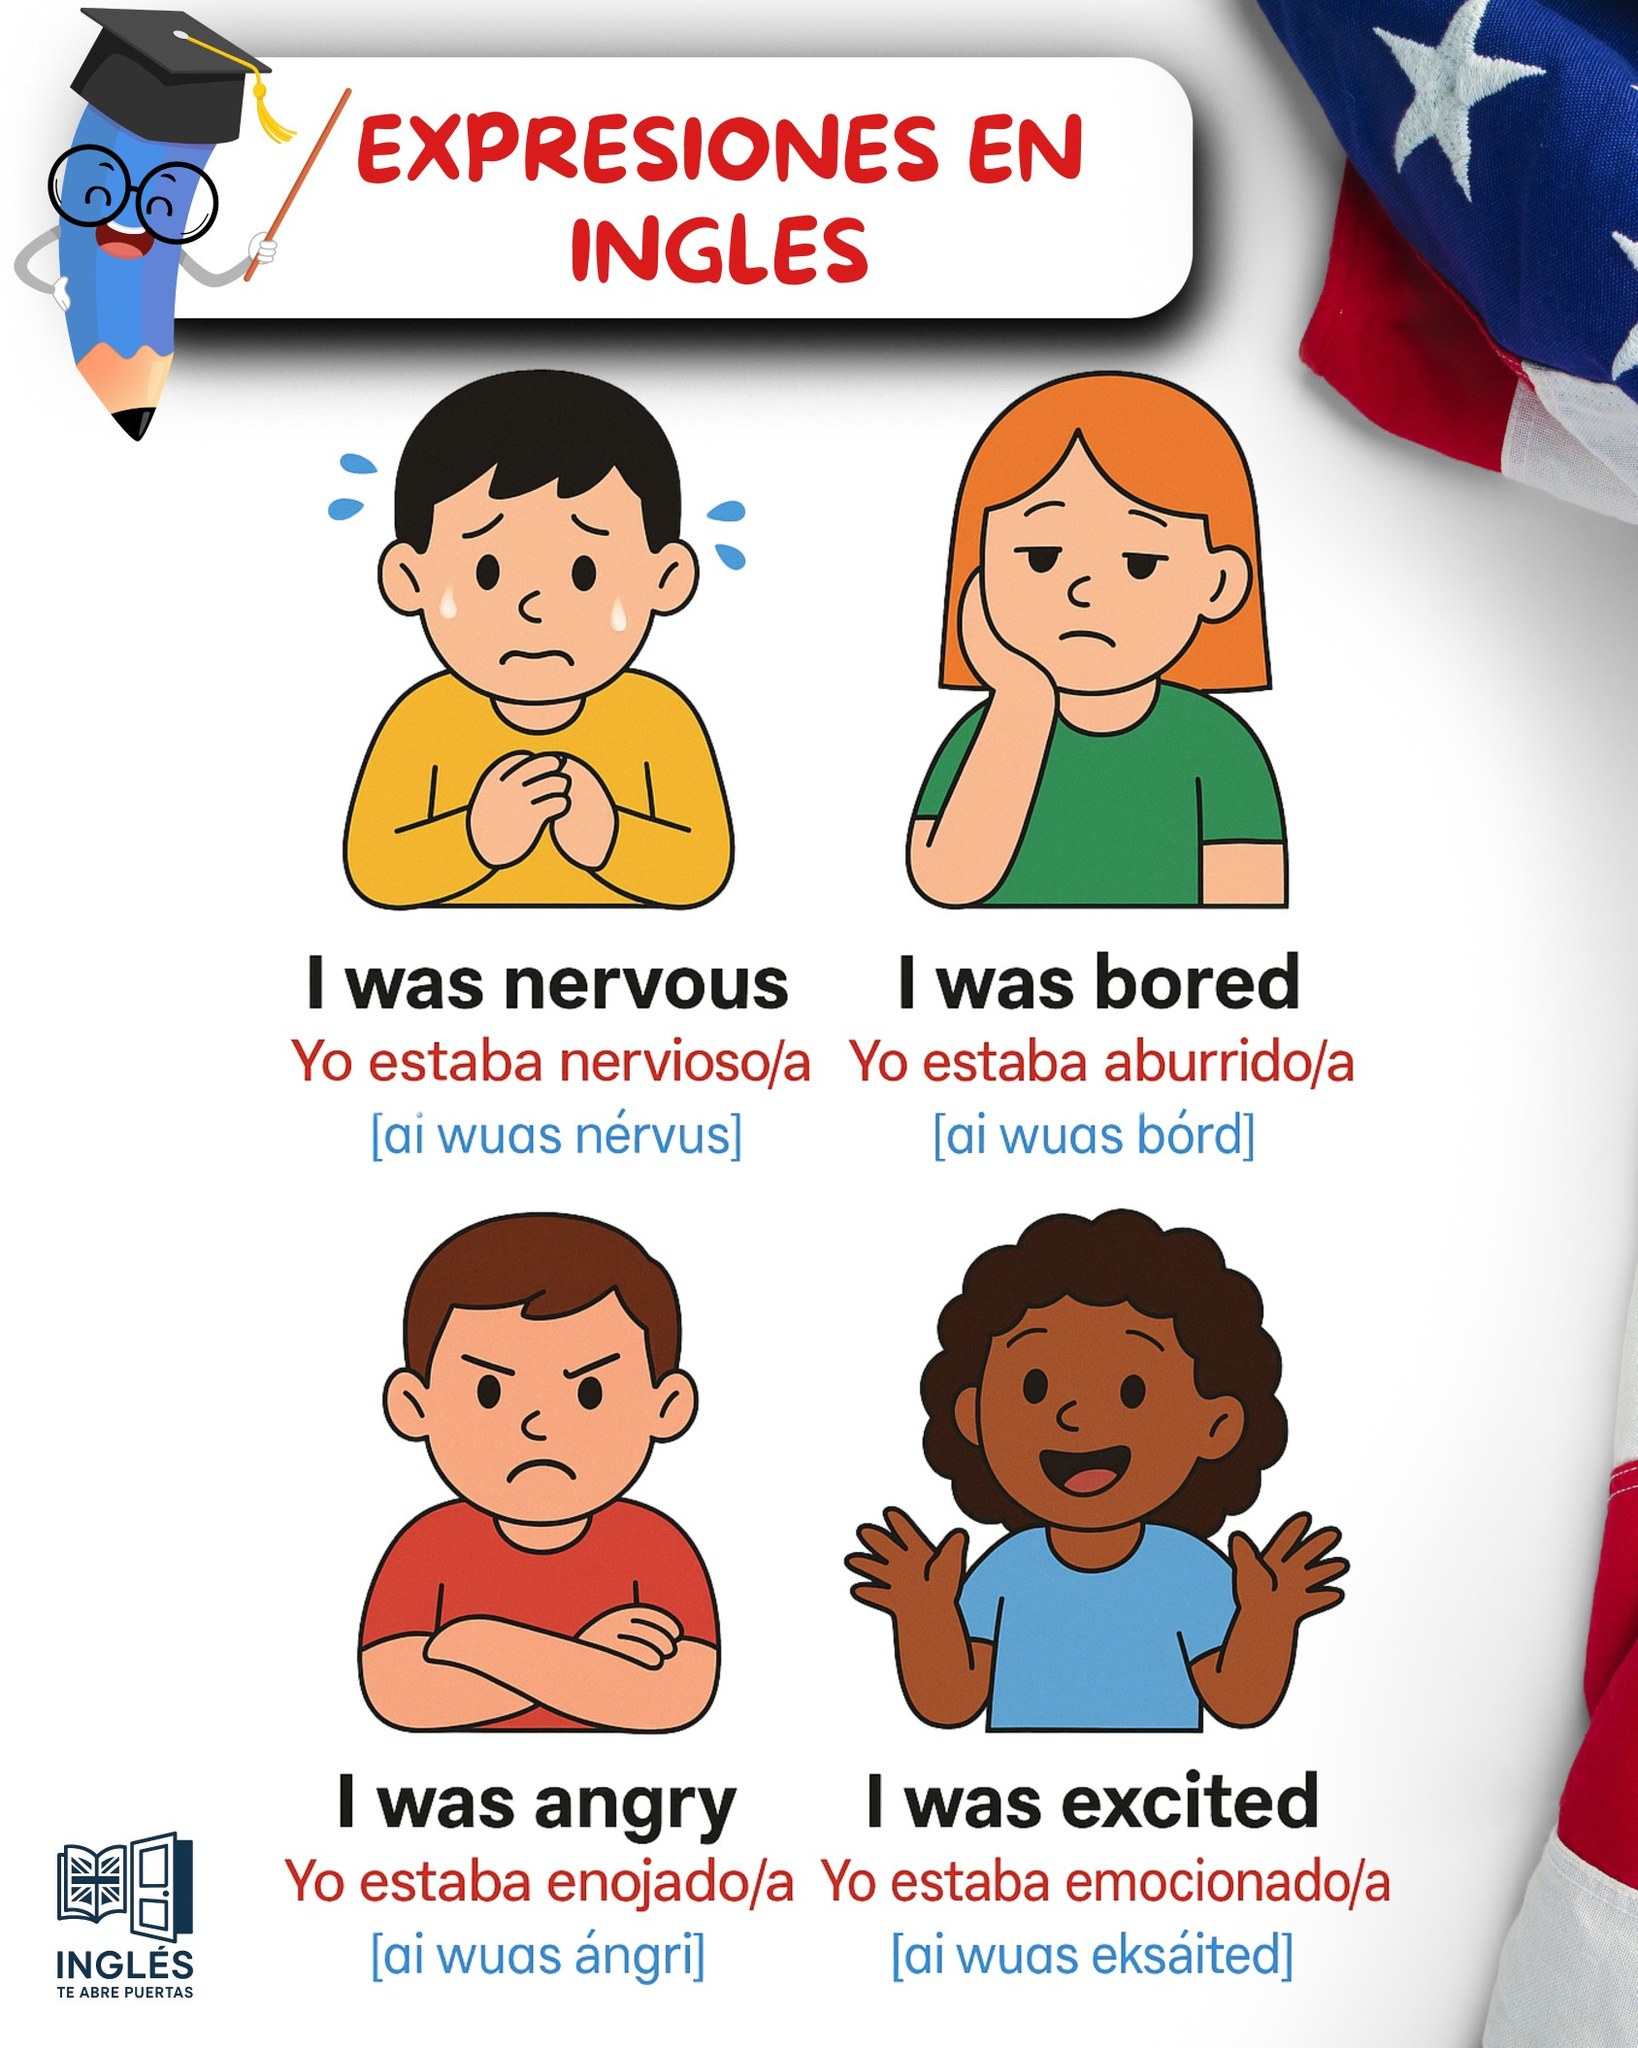 EXPRESIONES EN
INGLES
I was nervous
Yo estaba nervioso/a
[ai wuas nérvus]
I was bored
Yo estaba aburrido/a
[ai wuas bórd]
I was angry
Yo estaba enojado/a
[ai wuas ángri]
I was excited
Yo estaba emocionado/a
[ai wuas eksáited]
INGLÉS
TE ABRE PUERTAS